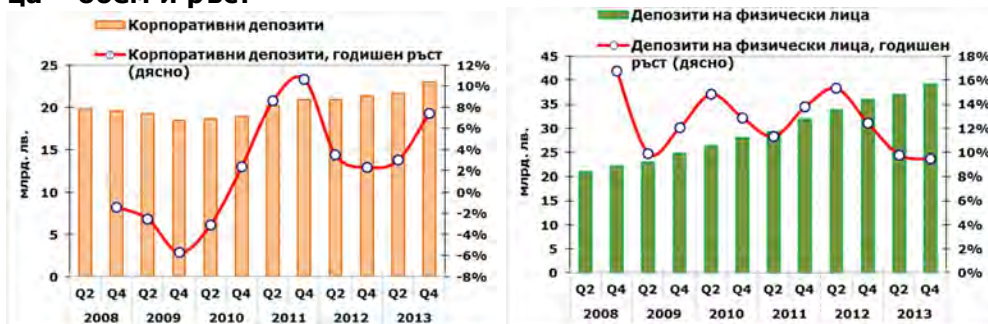 ца – обем и ръст
Корпоративни депозити
Корпоративни депозити, годишен ръст
(дясно)
млрд. лв.
25
20
15
10
5
0
12%
10%
8%
6%
4%
2%
0%
-2%
-4%
-6%
-8%
Q2 Q4 Q2 Q4 Q2 Q4 Q2 Q4 Q2 Q4 Q2 Q4
2008 2009 2010 2011 2012 2013
Депозити на физически лица
Депозити на физически лица, годишен
ръст (дясно)
млрд. лв.
45
40
35
30
25
20
15
10
5
0
18%
16%
14%
12%
10%
8%
6%
4%
2%
0%
Q2 Q4 Q2 Q4 Q2 Q4 Q2 Q4 Q2 Q4 Q2 Q4
2008 2009 2010 2011 2012 2013